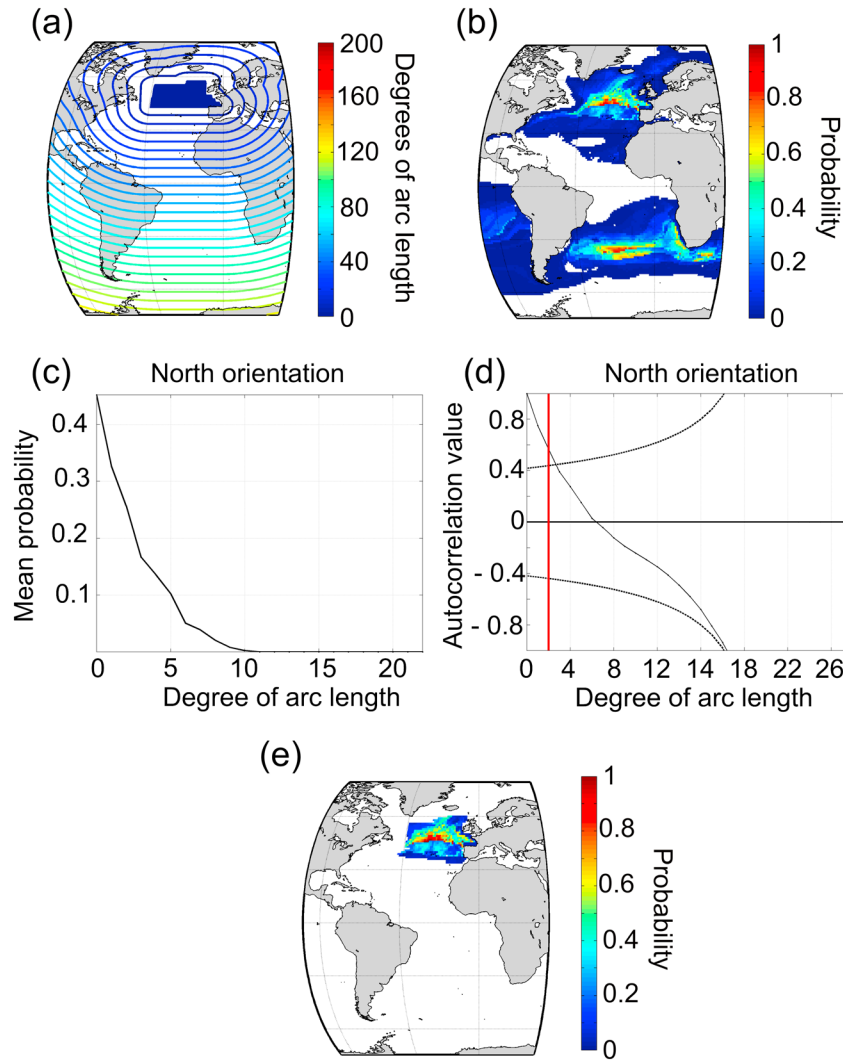 (a)
200
160
120
80
40
0
Degrees of arc length
(b)
1
0.8
0.6
0.4
0.2
0
Probability
(c)
North orientation
0.4
0.3
0.2
0.1
0 5 10 15 20
Mean probability
Degree of arc length
(d)
North orientation
0.8
0.4
0
- 0.4
- 0.8
0 4 8 12 18 22 26
Autocorrelation value
Degree of arc length
(e)
1
0.8
0.6
0.4
0.2
0
Probability